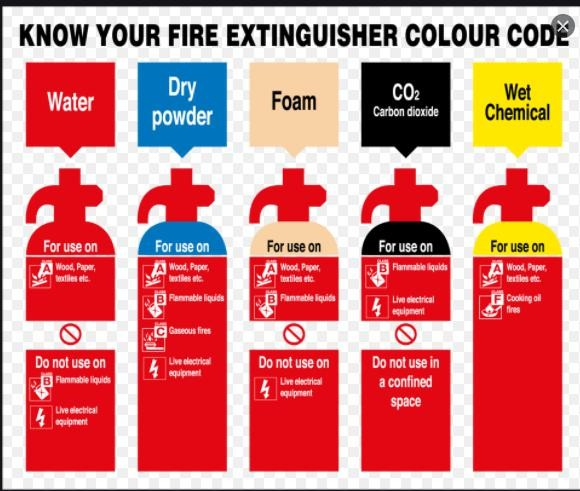 KNOW YOUR FIRE EXTINGUISHER COLOUR CODE
Water
Dry
powder
Foam
CO2
Carbon dioxide
Wet
Chemical
For use on
A
Wood, Paper,
textiles etc.
Do not use on
B
Flammable liquids
Live electrical
equipment
For use on
A
Wood, Paper,
textiles etc.
B
Flammable liquids
C
Gaseous fires
Live electrical
equipment
For use on
A
Wood, Paper,
textiles etc.
B
Flammable liquids
Do not use on
Live electrical
equipment
For use on
B
Flammable liquids
Live electrical
equipment
Do not use in
a confined
space
For use on
A
Wood, Paper,
textiles etc.
F
Cooking oil
fires